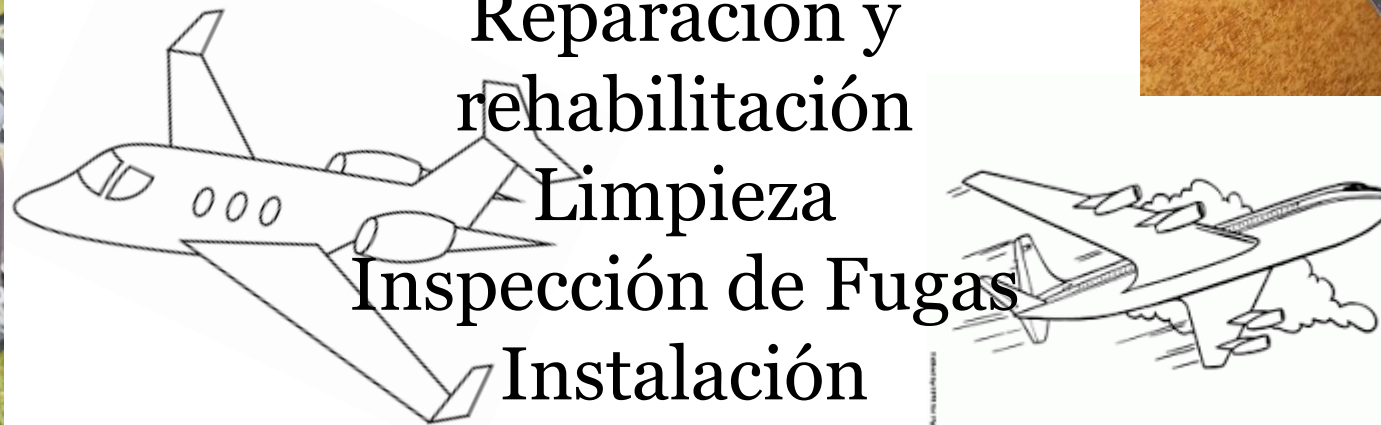 Reparación y
rehabilitación
Limpieza
Inspección de Fugas
Instalación